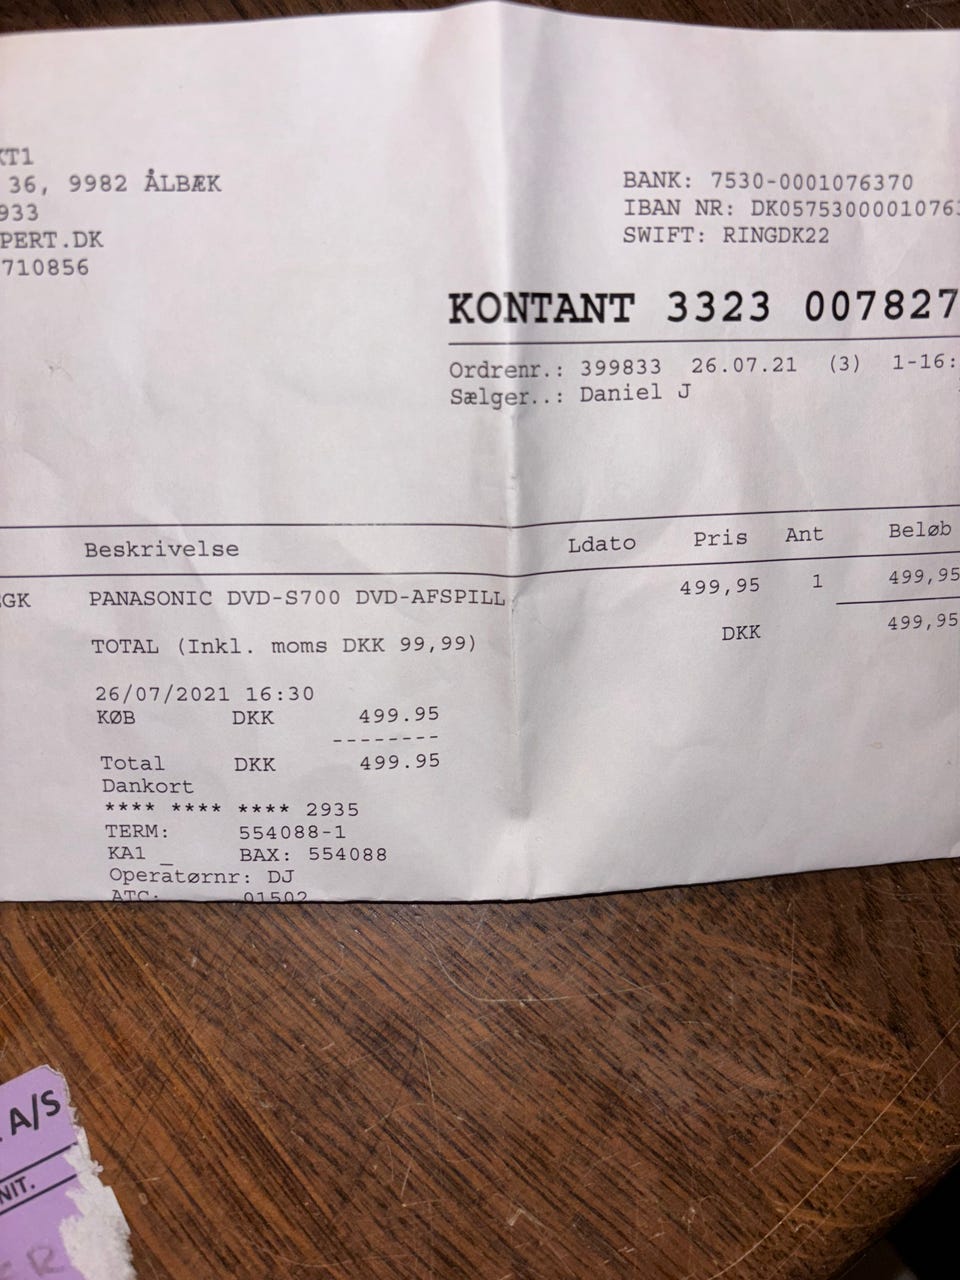 KT1
36, 9982 ÅLBÆK
933
PERT.DK
710856
BANK: 7530-0001076370
IBAN NR: DK05753000010763
SWIFT: RINGDK22
KONTANT 3323 007827
Ordrenr.: 399833 26.07.21 (3) 1-16:
Sælger..: Daniel J
Beskrivelse Ldato Pris Ant Beløb
GK PANASONIC DVD-S700 DVD-AFSPILL 499,95 1 499,95
TOTAL (Inkl. moms DKK 99,99) DKK 499,95
26/07/2021 16:30
KØB DKK 499.95
--------
Total DKK 499.95
Dankort
**** **** **** 2935
TERM: 554088-1
KA1 _ BAX: 554088
Operatørnr: DJ
ATC: 01502
A/S
NIT.